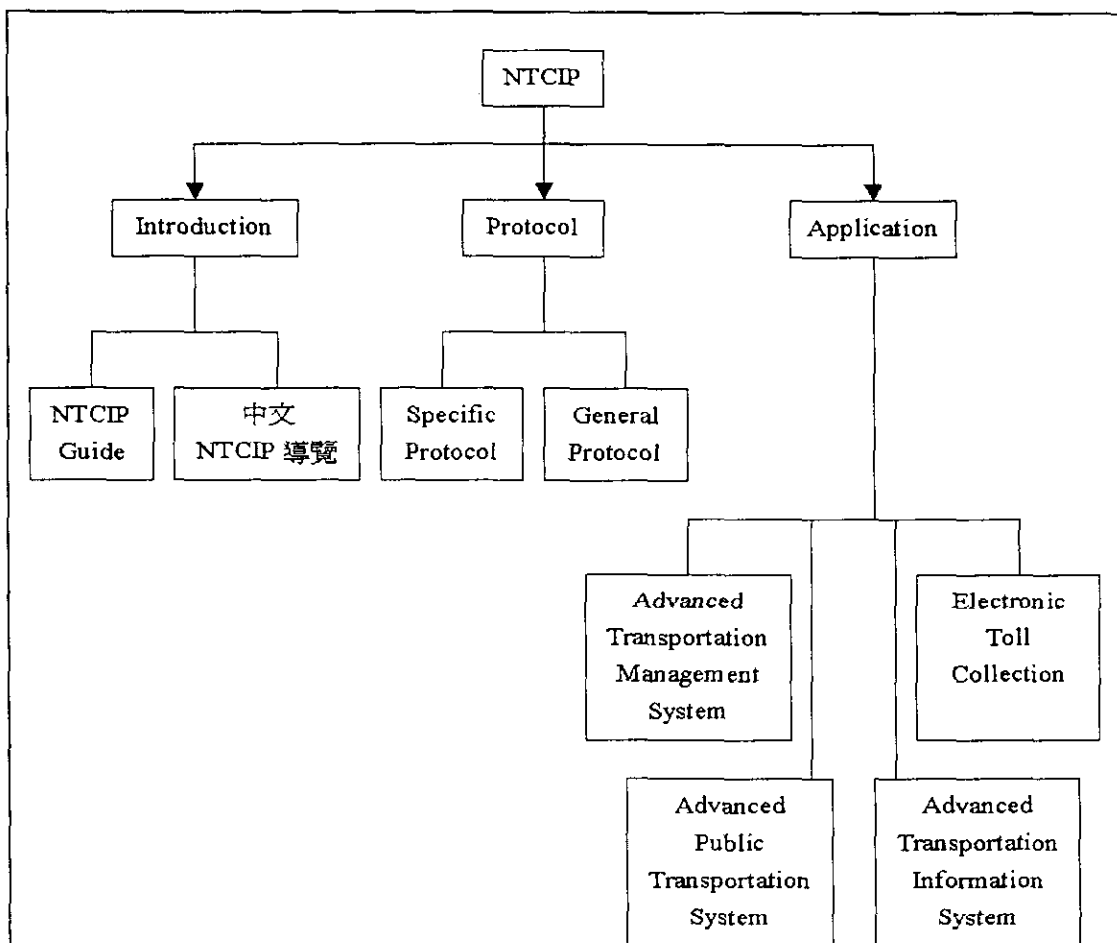 NTCIP
Introduction
Protocol
Application
NTCIP
Guide
中文
NTCIP 導覽
Specific
Protocol
General
Protocol
Advanced
Transportation
Management
System
Electronic
Toll
Collection
Advanced
Public
Transportation
System
Advanced
Transportation
Information
System